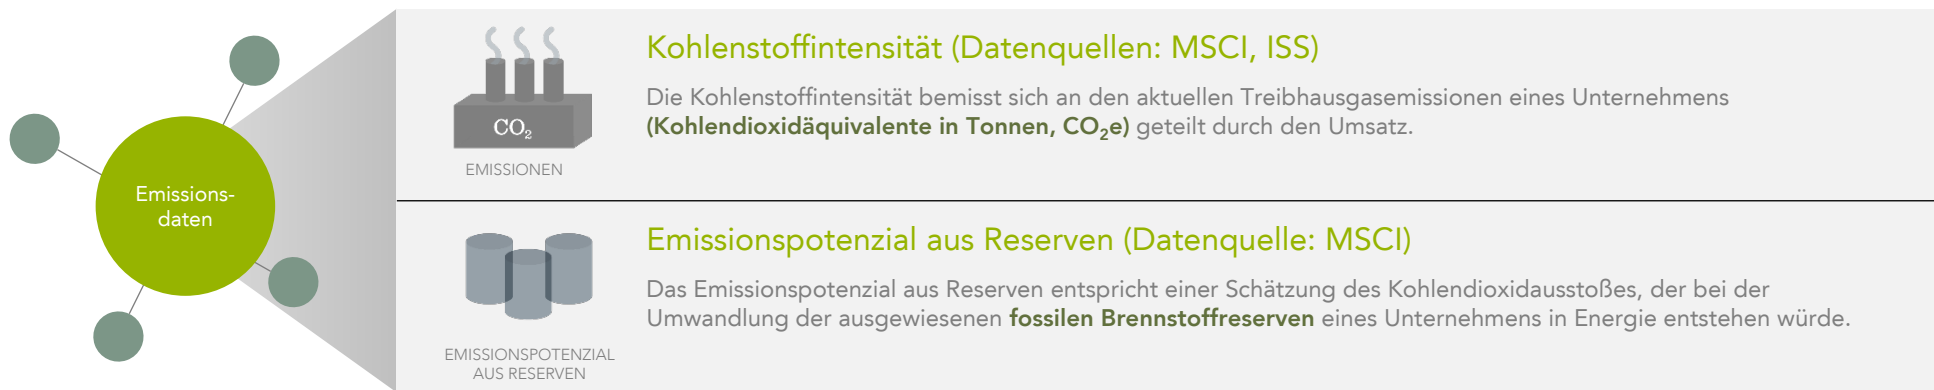 Emissions-
daten
CO₂
EMISSIONEN
Kohlenstoffintensität (Datenquellen: MSCI, ISS)
Die Kohlenstoffintensität bemisst sich an den aktuellen Treibhausgasemissionen eines Unternehmens
(Kohlendioxidäquivalente in Tonnen, CO₂e) geteilt durch den Umsatz.
EMISSIONSPOTENZIAL
AUS RESERVEN
Emissionspotenzial aus Reserven (Datenquelle: MSCI)
Das Emissionspotenzial aus Reserven entspricht einer Schätzung des Kohlendioxidausstoßes, der bei der
Umwandlung der ausgewiesenen fossilen Brennstoffreserven eines Unternehmens in Energie entstehen würde.